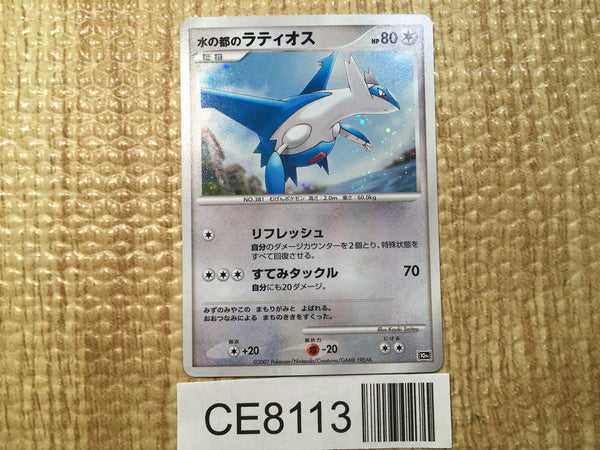 水の都のラティオス
HP 80
たね
NO.381 むげんポケモン 高さ:2.0m 重さ:60.0kg
リフレッシュ
自分のダメージカウンターを2個とり、特殊状態を
すべて回復させる。
すてみタックル 70
自分にも20ダメージ。
みずのみやこの まもりがみと よばれる。
おおつなみによる まちのききをすくった。
Illus.Kouki Saitou
弱点 抵抗力 にげる
+20 -20
©2007 Pokémon/Nintendo/Creatures/GAME FREAK.
10th
CE8113